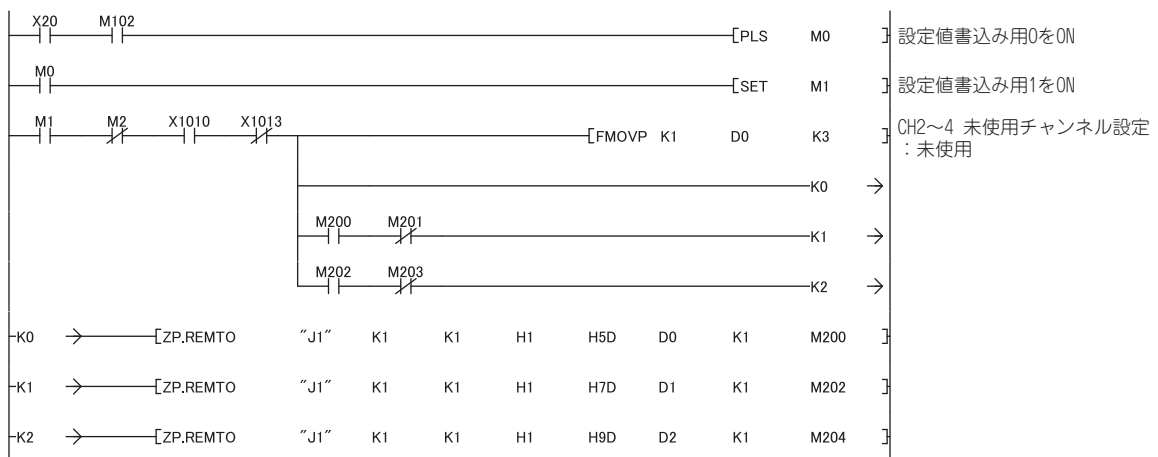 X20 M102
[PLS M0 ] 設定値書込み用0をON
M0
[SET M1 ] 設定値書込み用1をON
M1 M2 X1010 X1013
[FMOVP K1 D0 K3 ] CH2～4 未使用チャンネル設定
：未使用
K0
M200 M201
K1
M202 M203
K2
K0 [ZP.REMTO "J1" K1 K1 H1 H5D D0 K1 M200 ]
K1 [ZP.REMTO "J1" K1 K1 H1 H7D D1 K1 M202 ]
K2 [ZP.REMTO "J1" K1 K1 H1 H9D D2 K1 M204 ]